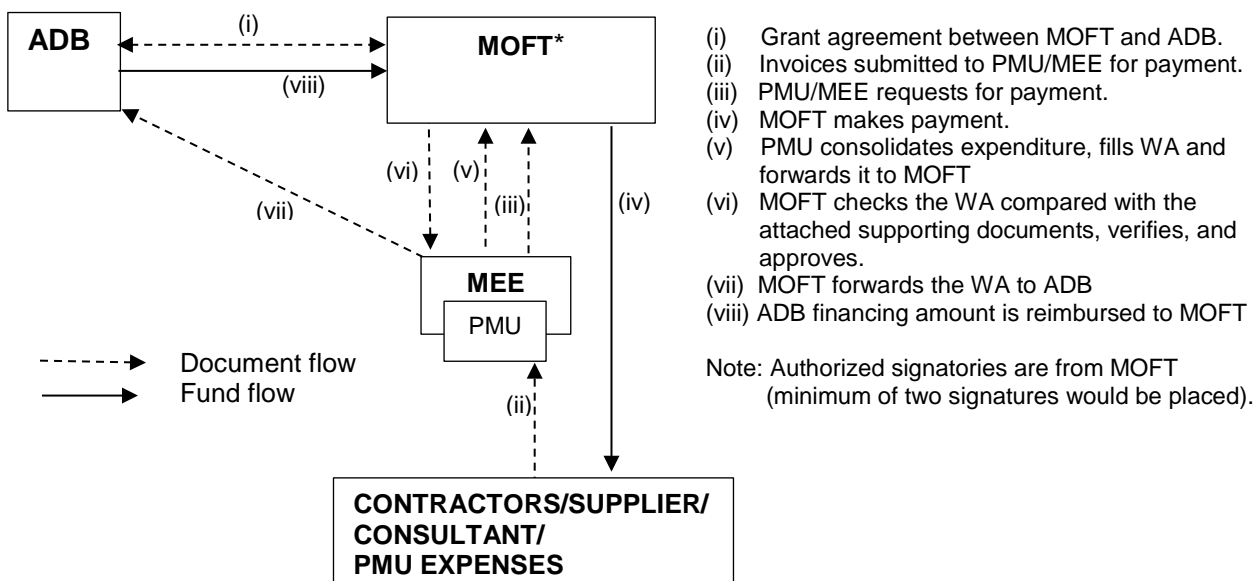 ADB
(i)
MOFT*
(viii)
(vi)
(v)
(iii)
(iv)
(vii)
MEE
PMU
Document flow
Fund flow
(ii)
CONTRACTORS/SUPPLIER/
CONSULTANT/
PMU EXPENSES
(i) Grant agreement between MOFT and ADB.
(ii) Invoices submitted to PMU/MEE for payment.
(iii) PMU/MEE requests for payment.
(iv) MOFT makes payment.
(v) PMU consolidates expenditure, fills WA and
forwards it to MOFT
(vi) MOFT checks the WA compared with the
attached supporting documents, verifies, and
approves.
(vii) MOFT forwards the WA to ADB
(viii) ADB financing amount is reimbursed to MOFT
Note: Authorized signatories are from MOFT
(minimum of two signatures would be placed).